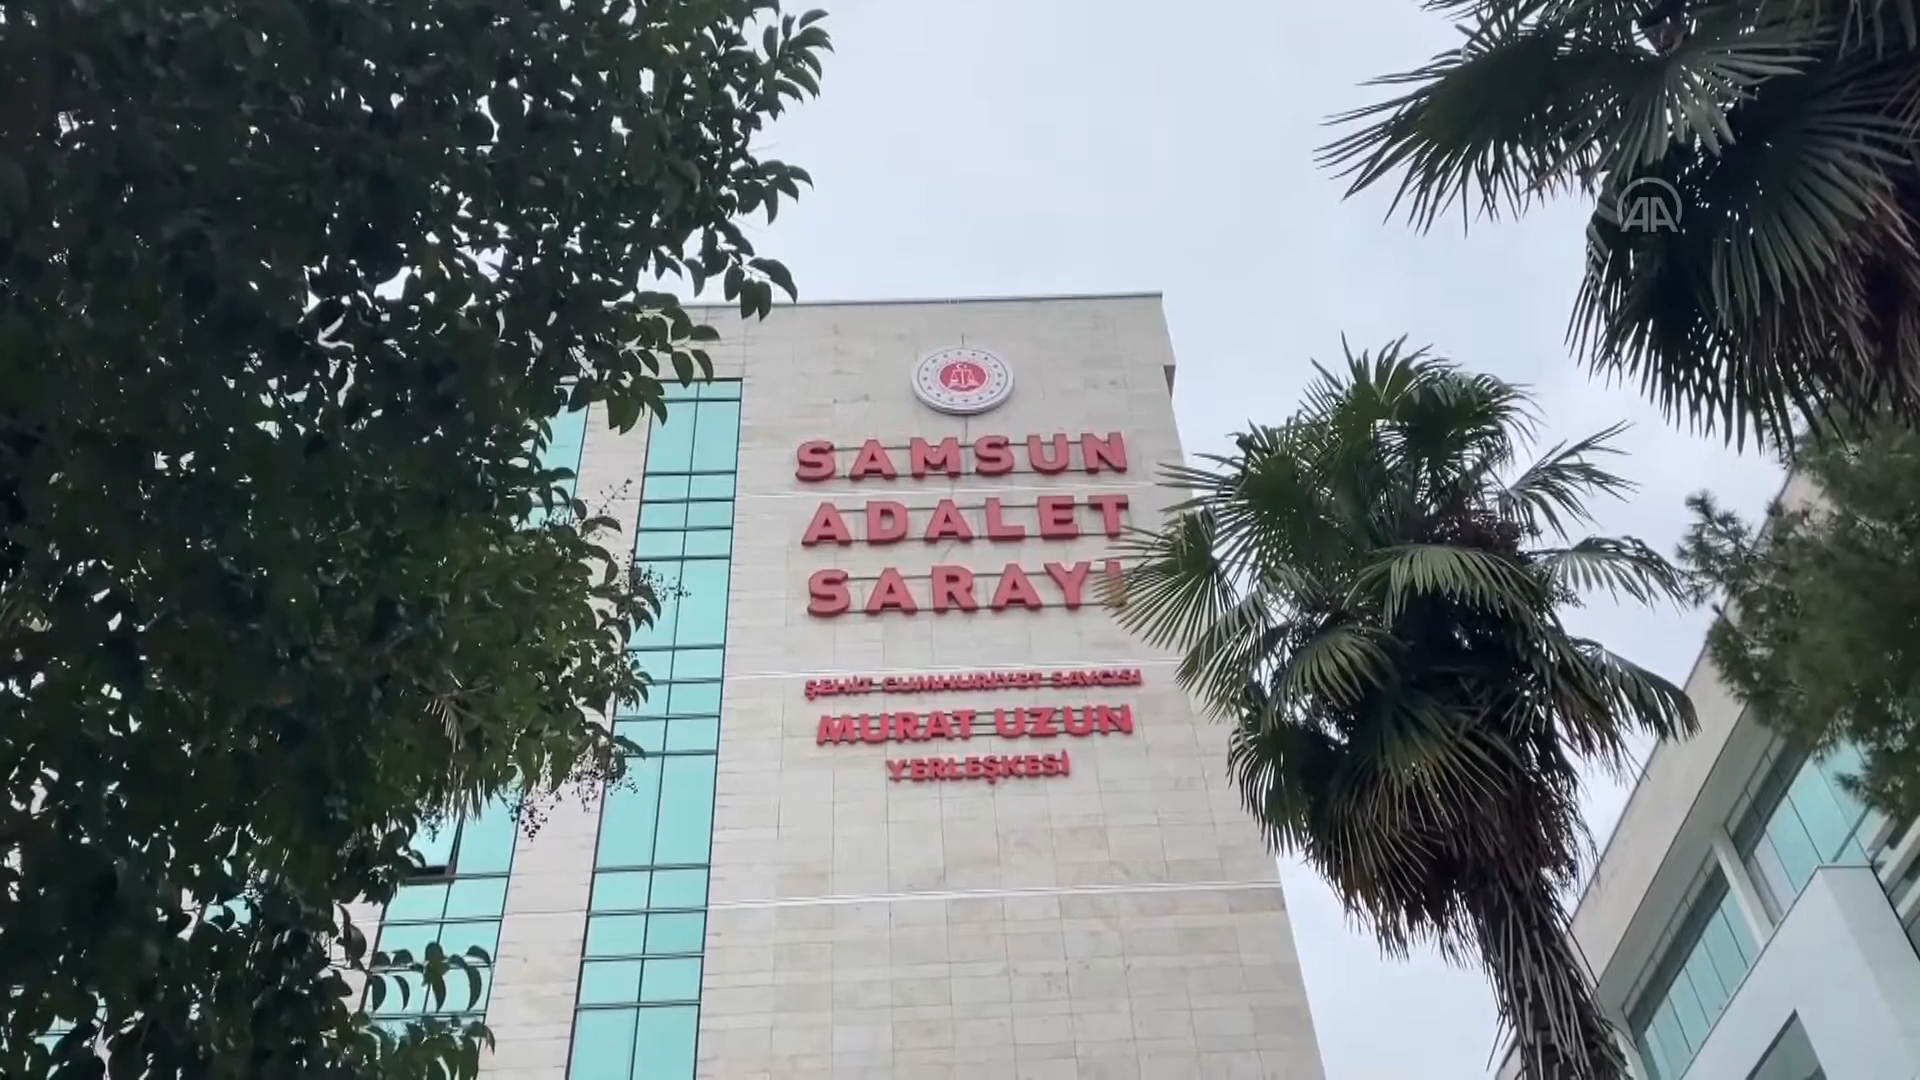 AA
SAMSUN
ADALET
SARAYI
ŞEHİT CUMHURİYET SAVCISI
MURAT UZUN
YERLEŞKESİ